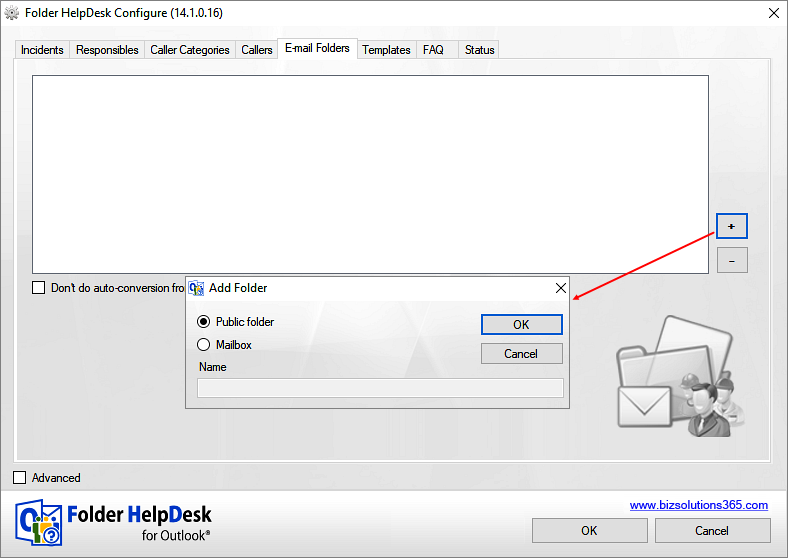 Folder HelpDesk Configure (14.1.0.16)
Incidents Responsibles Caller Categories Callers E-mail Folders Templates FAQ Status
+
-
Don't do auto-conversion
Add Folder
Public folder
OK
Mailbox
Cancel
Name
Advanced
Folder HelpDesk
for Outlook®
www.bizsolutions365.com
OK Cancel